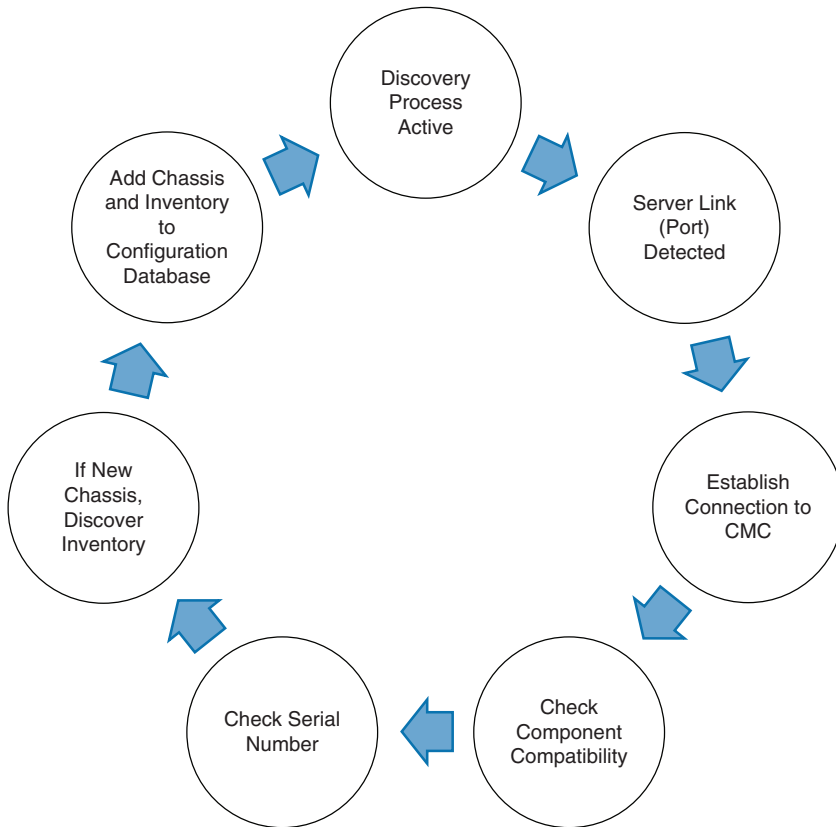 Discovery
Process
Active
Server Link
(Port)
Detected
Establish
Connection to
CMC
Check
Component
Compatibility
Check Serial
Number
If New
Chassis,
Discover
Inventory
Add Chassis
and Inventory
to
Configuration
Database